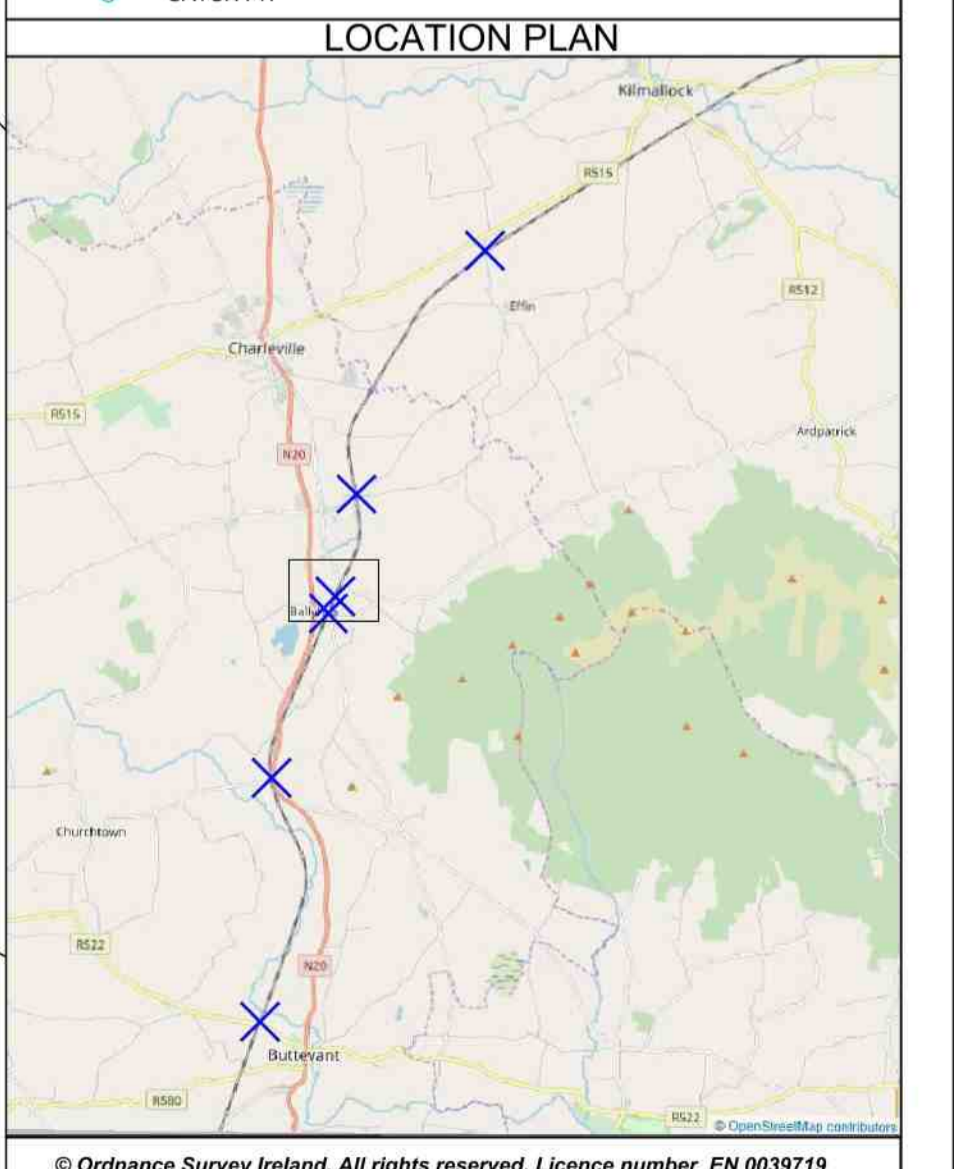 LOCATION PLAN
Kilmallock
R515
R512
Effin
Charleville
R515
Ardpatrick
N20
Churchtown
R522
N20
Buttevant
R580
R522
© OpenStreetMap contributors
© Ordnance Survey Ireland. All rights reserved. Licence number EN 0039719